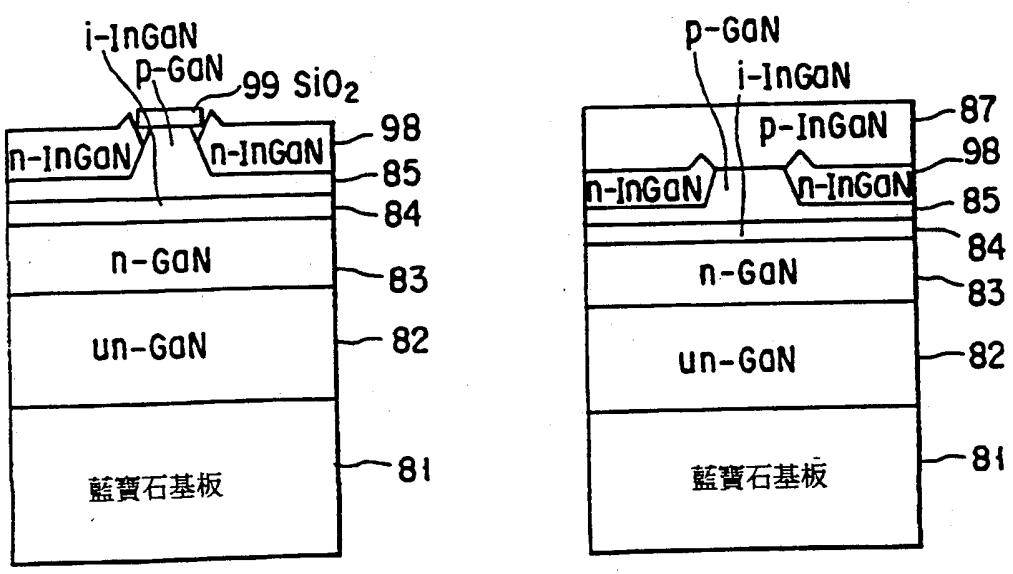 i-InGaN
p-GaN
99 SiO2
n-InGaN
n-InGaN
98
85
84
n-GaN
83
un-GaN
82
藍寶石基板
81
p-GaN
i-InGaN
p-InGaN
87
98
n-InGaN
n-InGaN
85
84
n-GaN
83
un-GaN
82
藍寶石基板
81